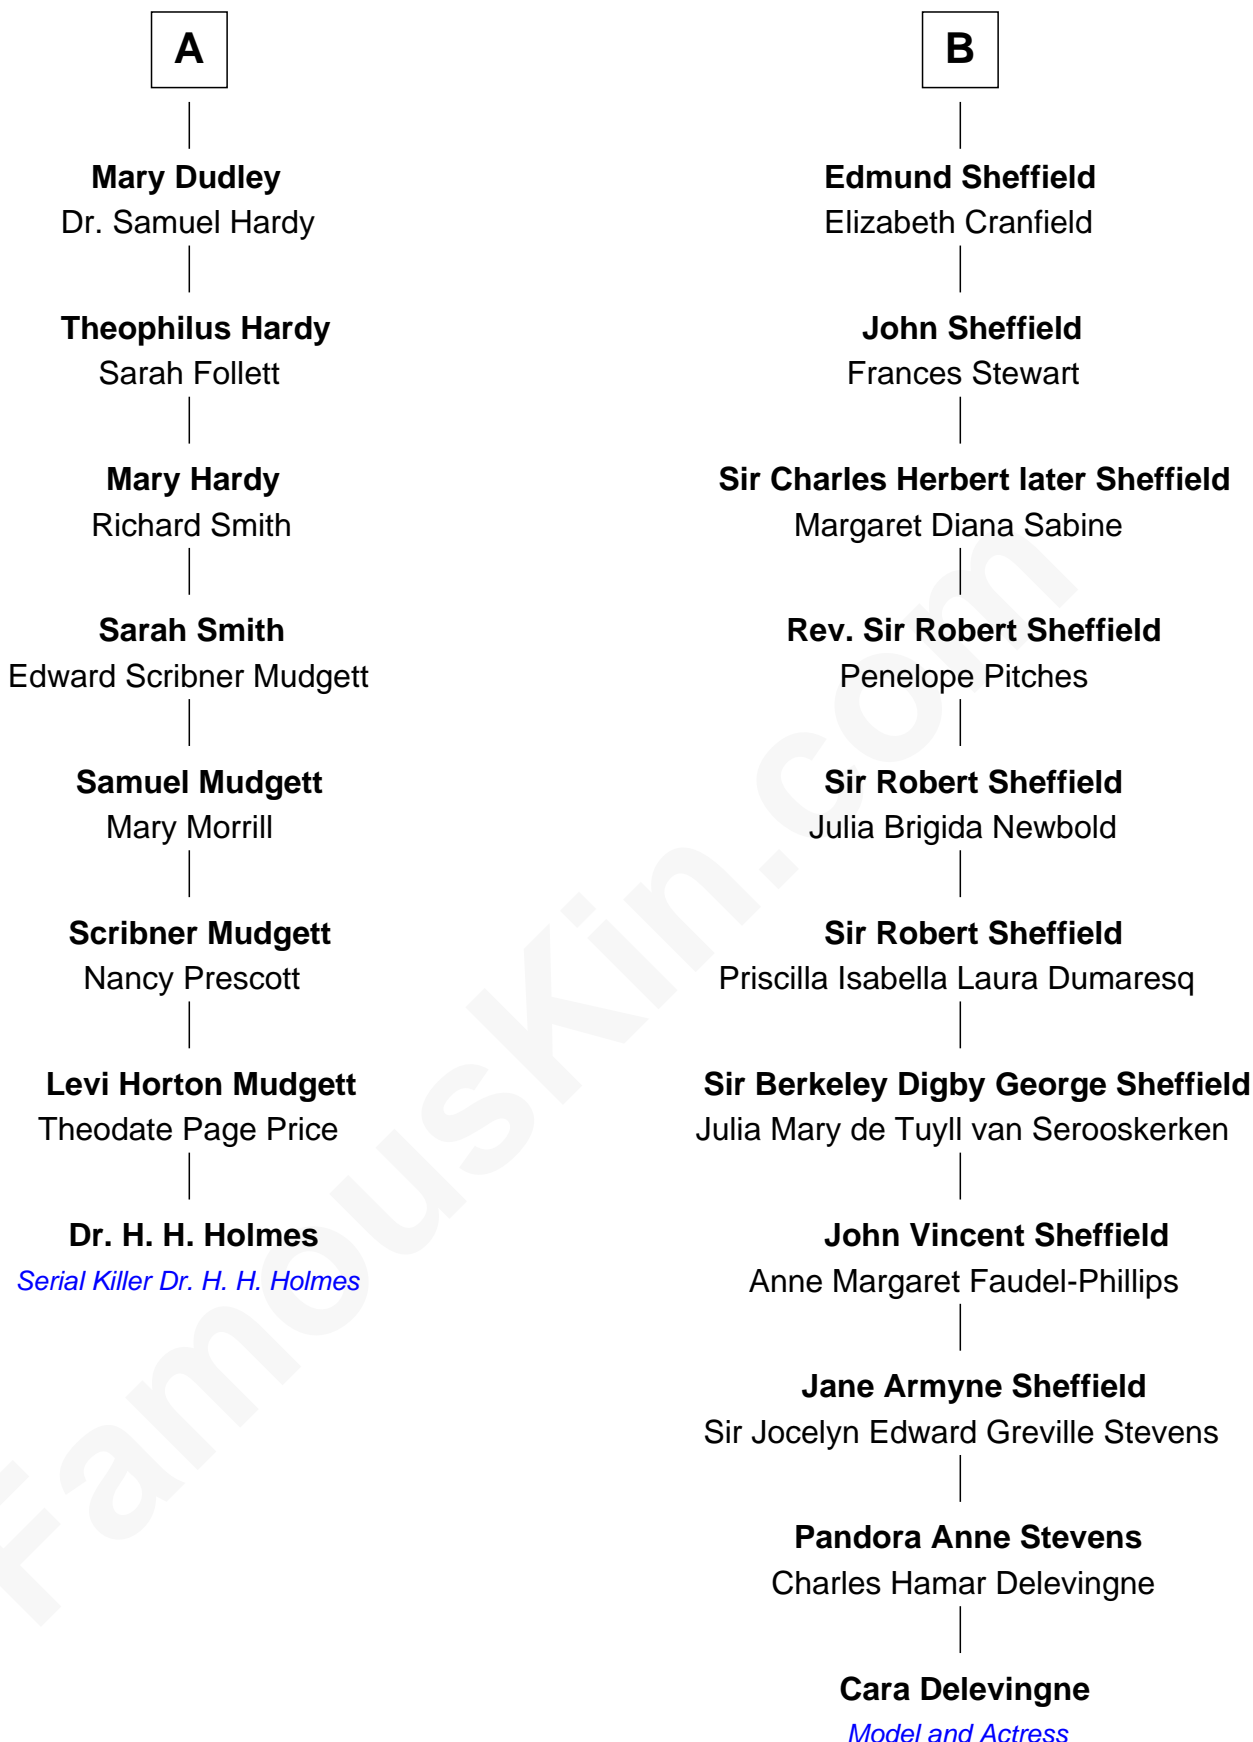 A
Mary Dudley
Dr. Samuel Hardy
Theophilus Hardy
Sarah Follett
Mary Hardy
Richard Smith
Sarah Smith
Edward Scribner Mudgett
Samuel Mudgett
Mary Morrill
Scribner Mudgett
Nancy Prescott
Levi Horton Mudgett
Theodate Page Price
Dr. H. H. Holmes
Serial Killer Dr. H. H. Holmes
B
Edmund Sheffield
Elizabeth Cranfield
John Sheffield
Frances Stewart
Sir Charles Herbert later Sheffield
Margaret Diana Sabine
Rev. Sir Robert Sheffield
Penelope Pitches
Sir Robert Sheffield
Julia Brigida Newbold
Sir Robert Sheffield
Priscilla Isabella Laura Dumaresq
Sir Berkeley Digby George Sheffield
Julia Mary de Tuyll van Serooskerken
John Vincent Sheffield
Anne Margaret Faudel-Phillips
Jane Armyne Sheffield
Sir Jocelyn Edward Greville Stevens
Pandora Anne Stevens
Charles Hamar Delevingne
Cara Delevingne
Model and Actress
FamousKin.com